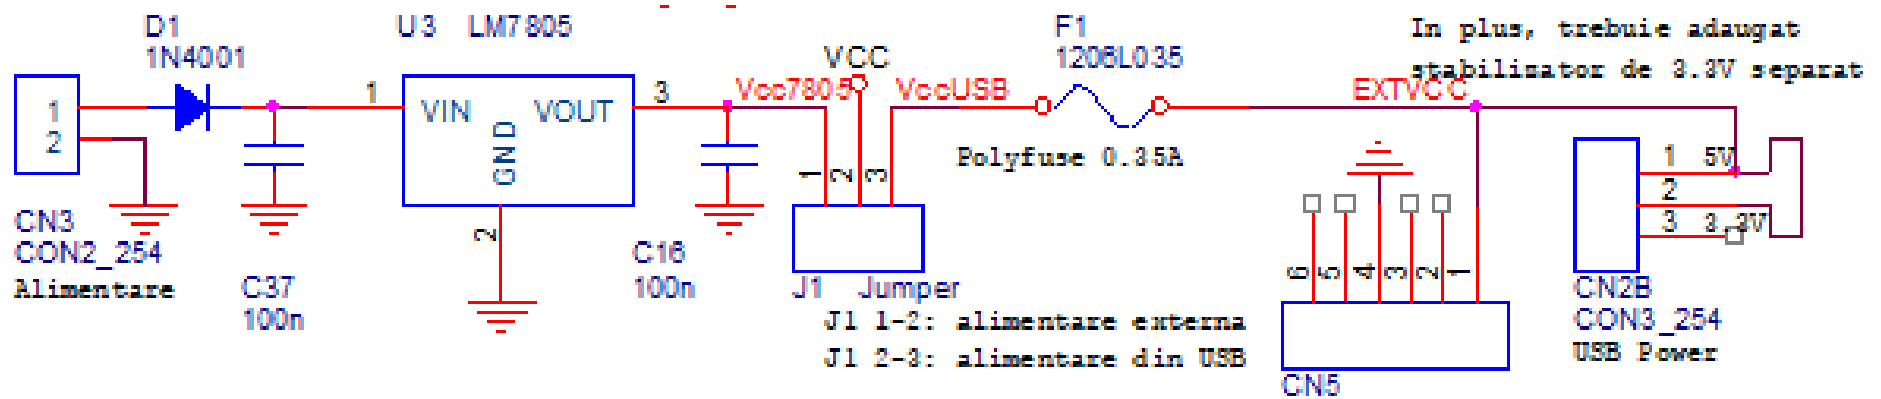 D1
1N4001
U3 LM7805
VCC
F1
1206L035
In plus, trebuie adaugat
stabilizator de 3.3V separat
1
2
1
VIN
VOUT
GND
3
2
Vcc7805
VccUSB
EXTVCC
Polyfuse 0.35A
1
2
3
1 5V
2
3 3.3V
CN3
CON2_254
Alimentare
C37
100n
C16
100n
J1 Jumper
J1 1-2: alimentare externa
J1 2-3: alimentare din USB
6
5
4
3
2
1
CN5
CN2B
CON3_254
USB Power